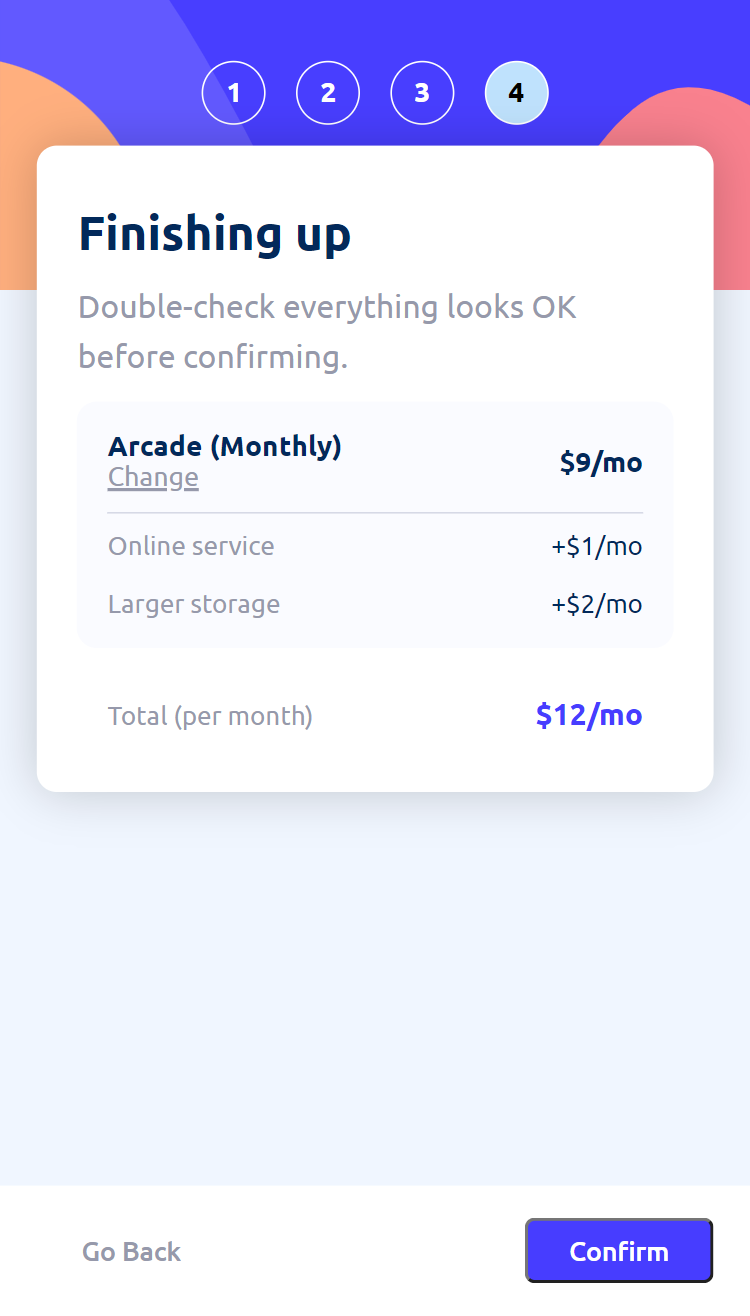 1 2 3 4
Finishing up
Double-check everything looks OK
before confirming.
Arcade (Monthly)
Change
$9/mo
Online service +$1/mo
Larger storage +$2/mo
Total (per month) $12/mo
Go Back Confirm